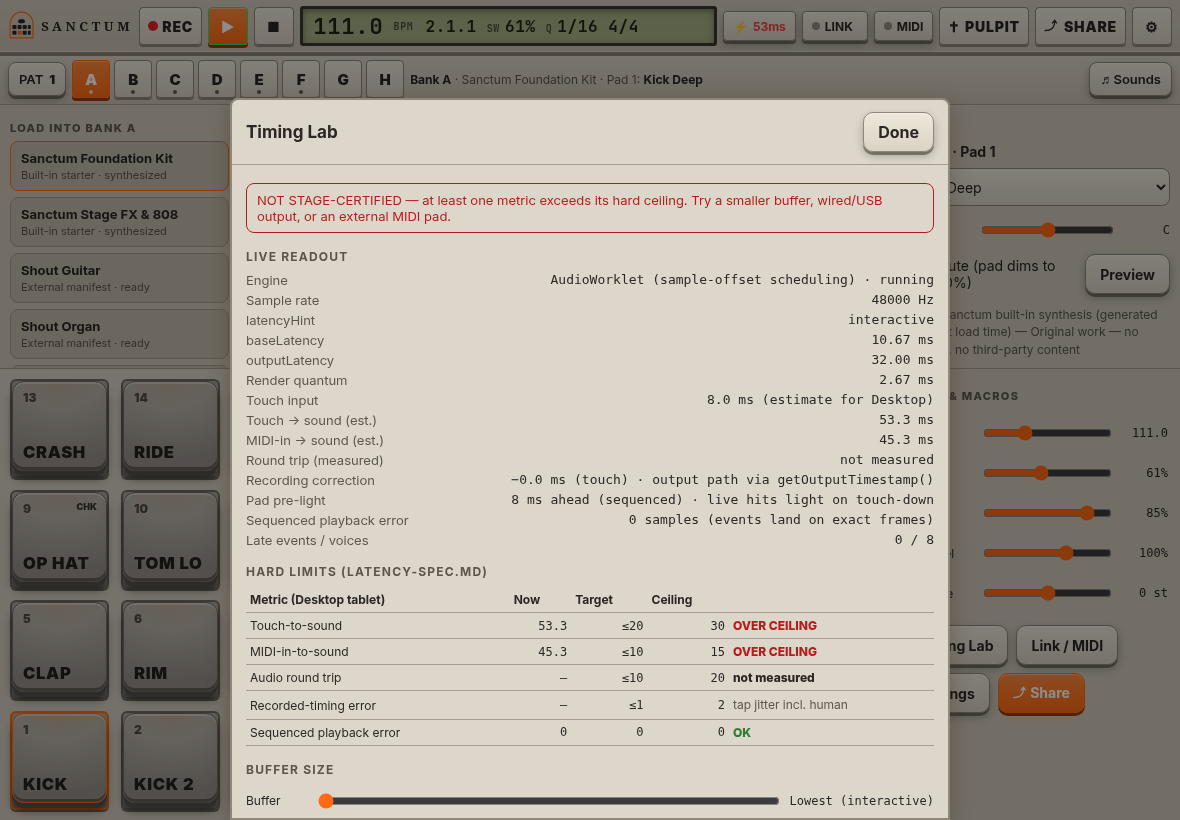 SANCTUM
REC
111.0 BPM 2.1.1 SW 61% Q 1/16 4/4
53ms
LINK
MIDI
PULPIT
SHARE
PAT 1
A
B
C
D
E
F
G
H
Bank A · Sanctum Foundation Kit · Pad 1: Kick Deep
Sounds
LOAD INTO BANK A
Sanctum Foundation Kit
Built-in starter · synthesized
Sanctum Stage FX & 808
Built-in starter · synthesized
Shout Guitar
External manifest · ready
Shout Organ
External manifest · ready
13
CRASH
14
RIDE
9
CHK
OP HAT
10
TOM LO
5
CLAP
6
RIM
1
KICK
2
KICK 2
Timing Lab
Done
NOT STAGE-CERTIFIED — at least one metric exceeds its hard ceiling. Try a smaller buffer, wired/USB
output, or an external MIDI pad.
LIVE READOUT
Engine AudioWorklet (sample-offset scheduling) · running
Sample rate 48000 Hz
latencyHint interactive
baseLatency 10.67 ms
outputLatency 32.00 ms
Render quantum 2.67 ms
Touch input 8.0 ms (estimate for Desktop)
Touch → sound (est.) 53.3 ms
MIDI-in → sound (est.) 45.3 ms
Round trip (measured) not measured
Recording correction −0.0 ms (touch) · output path via getOutputTimestamp()
Pad pre-light 8 ms ahead (sequenced) · live hits light on touch-down
Sequenced playback error 0 samples (events land on exact frames)
Late events / voices 0 / 8
HARD LIMITS (LATENCY-SPEC.MD)
Metric (Desktop tablet) Now Target Ceiling
Touch-to-sound 53.3 ≤20 30 OVER CEILING
MIDI-in-to-sound 45.3 ≤10 15 OVER CEILING
Audio round trip — ≤10 20 not measured
Recorded-timing error — ≤1 2 tap jitter incl. human
Sequenced playback error 0 0 0 OK
BUFFER SIZE
Buffer Lowest (interactive)
· Pad 1
Deep
C
ute (pad dims to
0%)
Preview
anctum built-in synthesis (generated
t load time) — Original work — no
, no third-party content
& MACROS
111.0
61%
85%
100%
0 st
ng Lab
Link / MIDI
ngs
Share